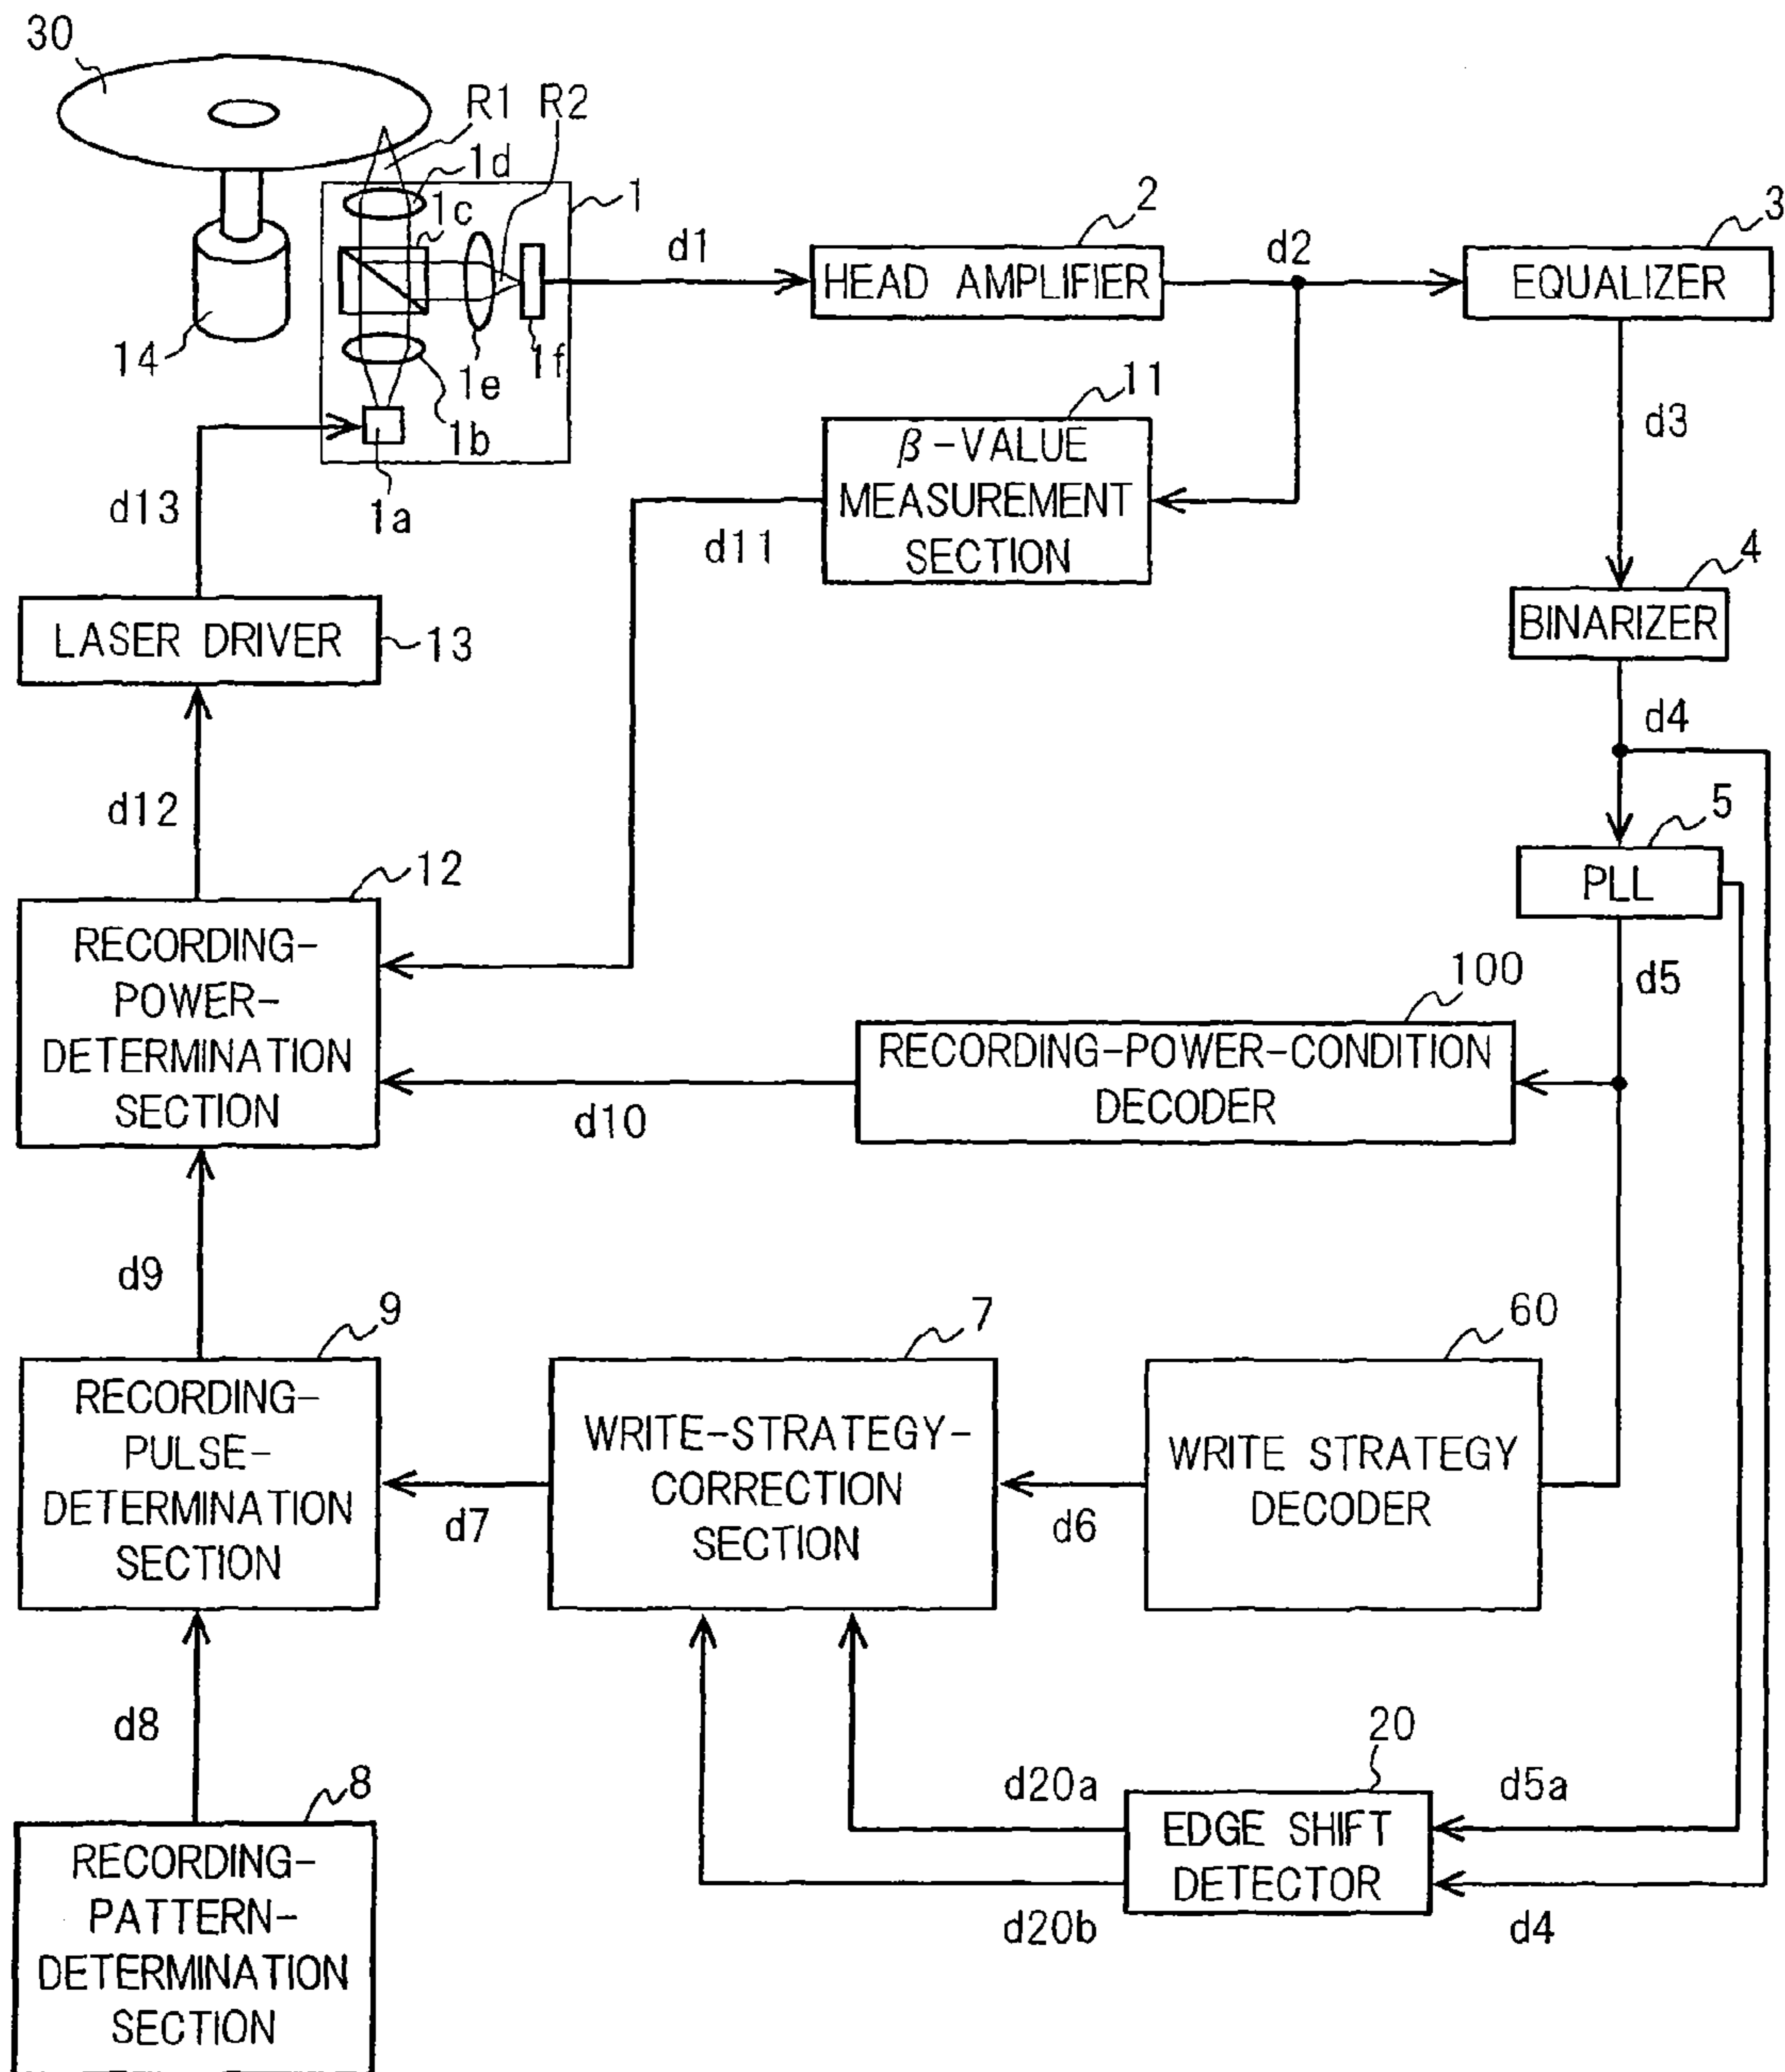 30
R1 R2
1d
1c
1
2
3
d1
HEAD AMPLIFIER
d2
EQUALIZER
14
1e
1f
1b
1a
11
β-VALUE
MEASUREMENT
SECTION
d3
d13
d11
4
BINARIZER
LASER DRIVER
13
d4
5
PLL
d12
12
RECORDING-
POWER-
DETERMINATION
SECTION
100
d5
RECORDING-POWER-CONDITION
DECODER
d10
d9
9
RECORDING-
PULSE-
DETERMINATION
SECTION
7
WRITE-STRATEGY-
CORRECTION
SECTION
60
WRITE STRATEGY
DECODER
d7
d6
d8
20
d20a
d5a
EDGE SHIFT
DETECTOR
d20b
d4
8
RECORDING-
PATTERN-
DETERMINATION
SECTION